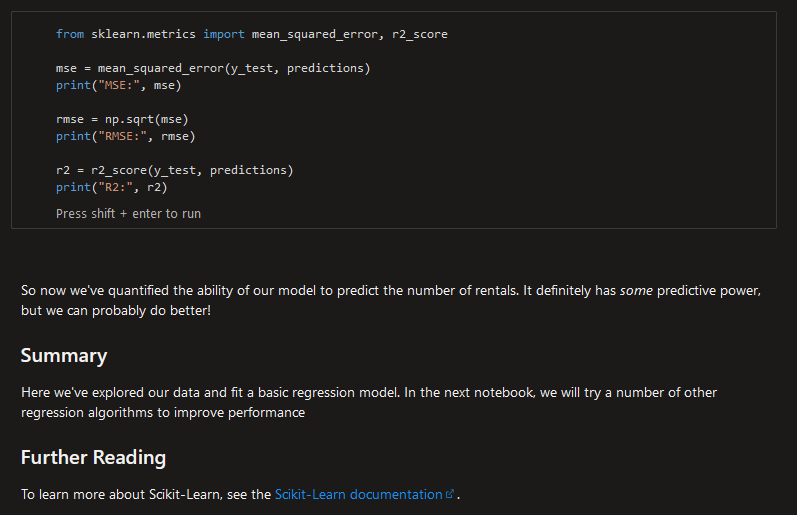 from sklearn.metrics import mean_squared_error, r2_score
mse = mean_squared_error(y_test, predictions)
print("MSE:", mse)
rmse = np.sqrt(mse)
print("RMSE:", rmse)
r2 = r2_score(y_test, predictions)
print("R2:", r2)
Press shift + enter to run
So now we've quantified the ability of our model to predict the number of rentals. It definitely has some predictive power,
but we can probably do better!
Summary
Here we've explored our data and fit a basic regression model. In the next notebook, we will try a number of other
regression algorithms to improve performance
Further Reading
To learn more about Scikit-Learn, see the Scikit-Learn documentation.